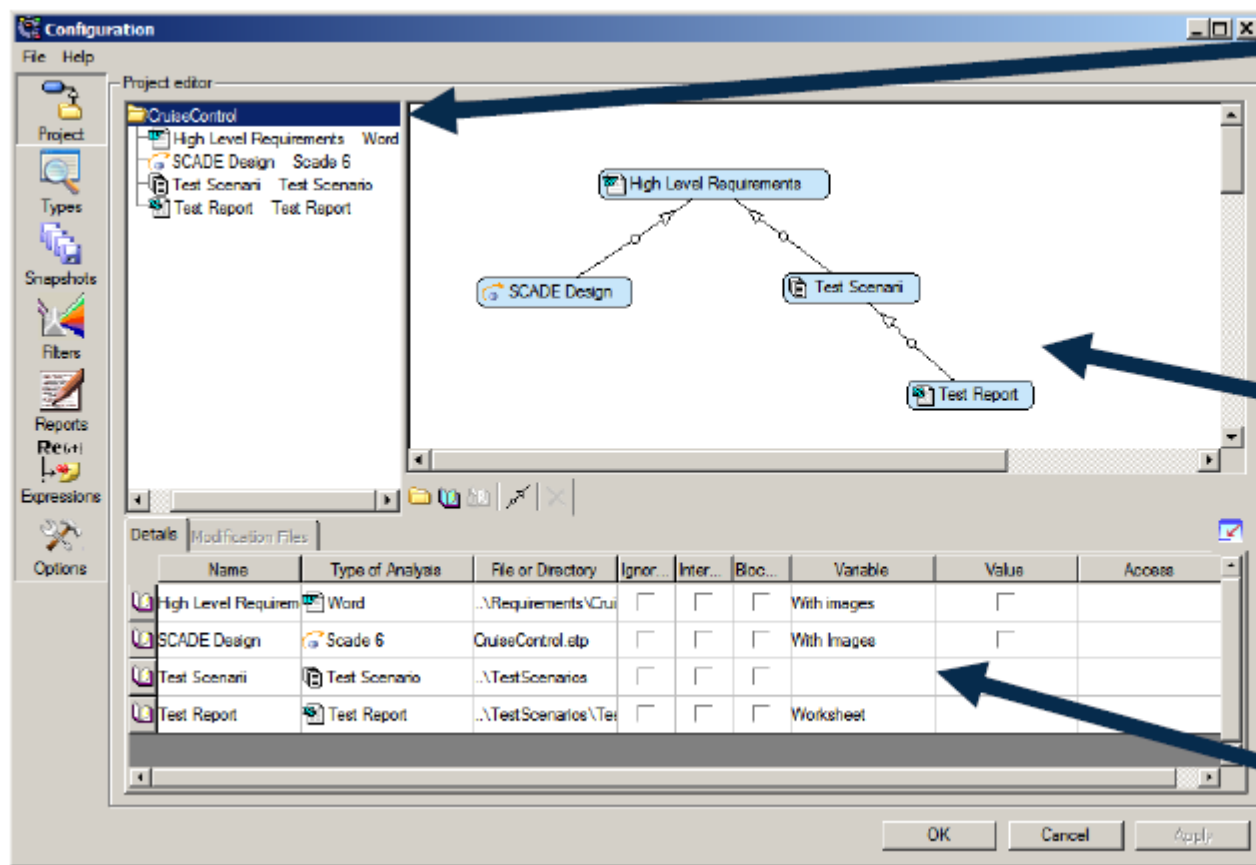 Configuration
File Help
Project editor
Project
Types
Snapshots
Filters
Reports
Expressions
Options
CruiseControl
High Level Requirements Word
SCADE Design Scade 6
Test Scenarii Test Scenario
Test Report Test Report
High Level Requirements
SCADE Design
Test Scenarii
Test Report
Details Modification Files
Name Type of Analysis File or Directory Ignor... Inter... Bloc... Variable Value Access
High Level Requirem Word ..\Requirements\Crui With images
SCADE Design Scade 6 CruiseControl.etp With Images
Test Scenarii Test Scenario ..\TestScenarios
Test Report Test Report ..\TestScenarios\Tes Worksheet
OK Cancel Apply